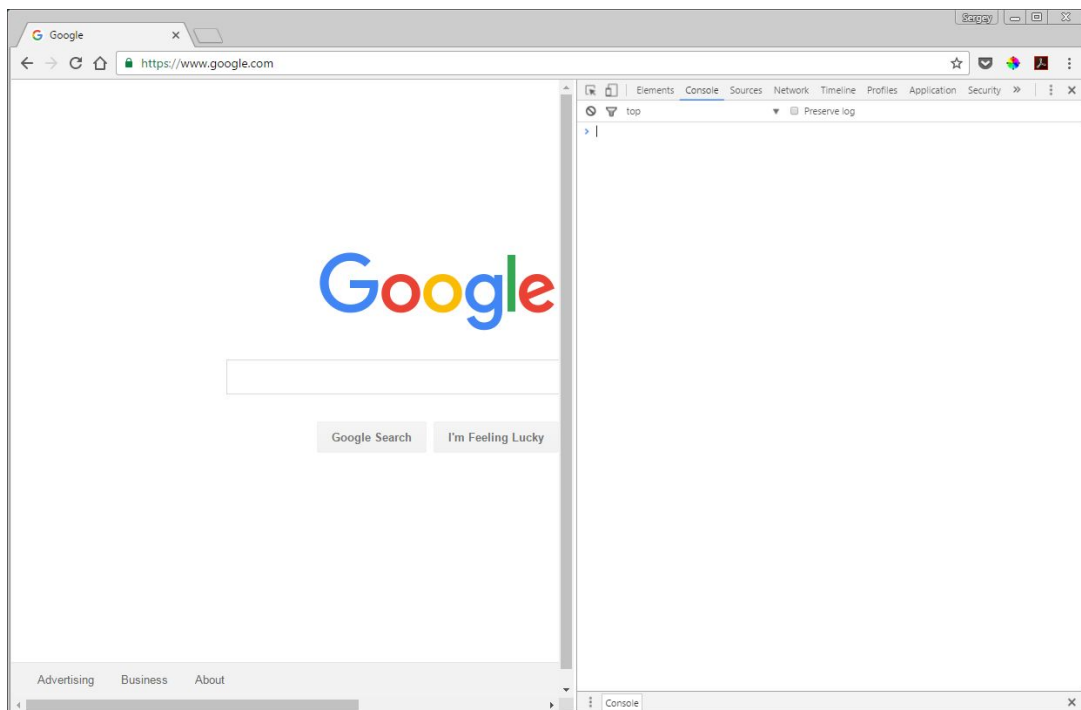 Sergey
Google
https://www.google.com
Elements Console Sources Network Timeline Profiles Application Security »
top Preserve log
Google
Google Search I'm Feeling Lucky
Advertising Business About
Console